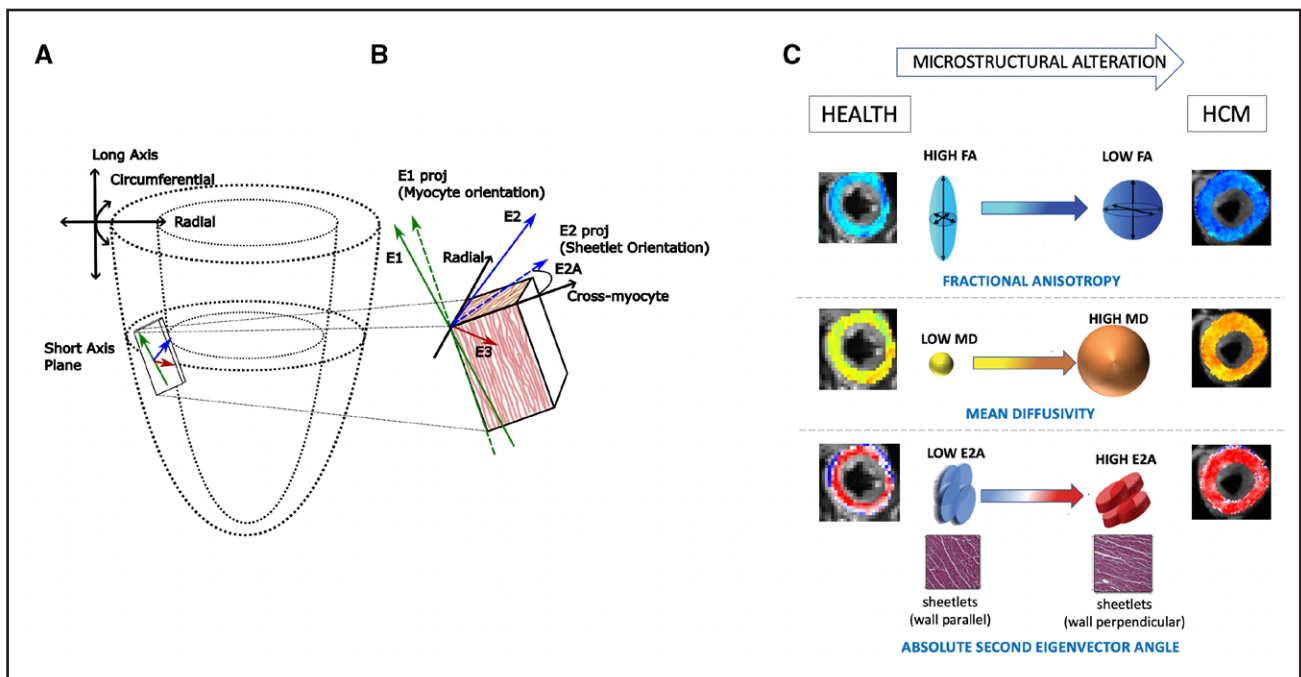 A
B
C
MICROSTRUCTURAL ALTERATION
HEALTH
HCM
Long Axis
Circumferential
Radial
Short Axis
Plane
E1 proj
(Myocyte orientation)
E2
E2 proj
(Sheetlet Orientation)
E1
Radial
E2A
Cross-myocyte
E3
HIGH FA
LOW FA
FRACTIONAL ANISOTROPY
LOW MD
HIGH MD
MEAN DIFFUSIVITY
LOW E2A
HIGH E2A
sheetlets
(wall parallel)
sheetlets
(wall perpendicular)
ABSOLUTE SECOND EIGENVECTOR ANGLE